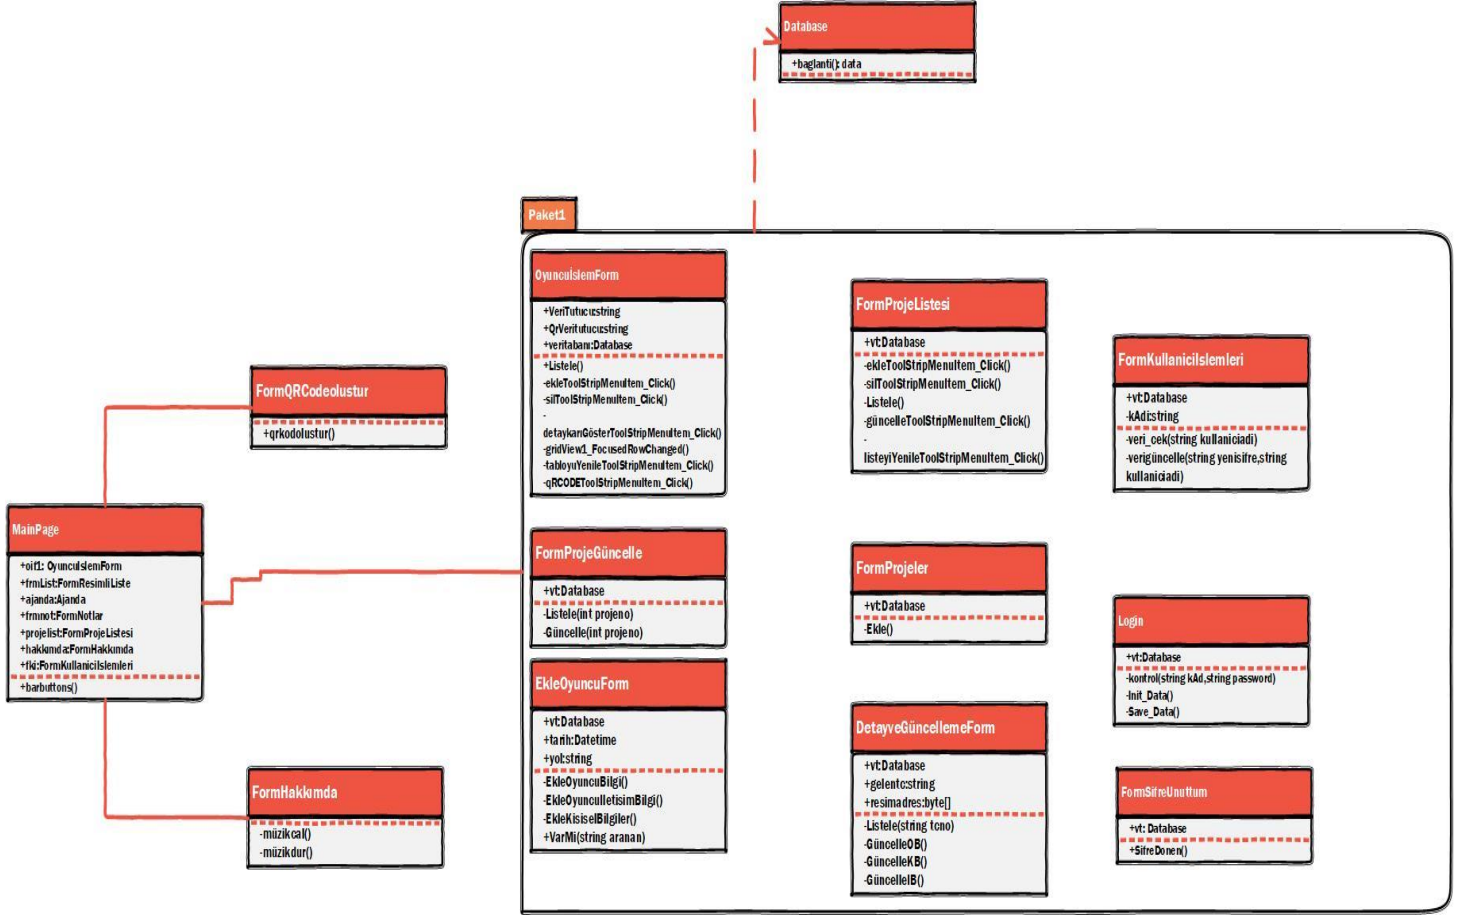 Database
+baglanti(): data
Paket1
OyuncuIslemForm
+VeriTutucu:string
+QrVeritutucu:string
+veritabanı:Database
+Listele()
-ekleToolStripMenuItem_Click()
-silToolStripMenuItem_Click()
-
detaykarıGösterToolStripMenuItem_Click()
-gridView1_FocusedRowChanged()
-tabloyuYenileToolStripMenuItem_Click()
-qRCODEToolStripMenuItem_Click()
FormProjeListesi
+vt:Database
-ekleToolStripMenuItem_Click()
-silToolStripMenuItem_Click()
-Listele()
-güncelleToolStripMenuItem_Click()
-
listeyiYenileToolStripMenuItem_Click()
FormKullaniciIslemleri
+vt:Database
-kAdi:string
-veri_cek(string kullaniciadi)
-verigüncelle(string yenisifre,string
kullaniciadi)
FormQRCodeolustur
+qrkodolustur()
MainPage
+oif1: OyuncuIslemForm
+frmList:FormResimliListe
+ajanda:Ajanda
+frmnot:FormNotlar
+projelist:FormProjeListesi
+hakkımda:FormHakkımda
+fki:FormKullaniciIslemleri
+barbuttons()
FormProjeGüncelle
+vt:Database
-Listele(int projeno)
-Güncelle(int projeno)
FormProjeler
+vt:Database
-Ekle()
Login
+vt:Database
-kontrol(string kAd,string password)
-Init_Data()
-Save_Data()
EkleOyuncuForm
+vt:Database
+tarih:Datetime
+yol:string
-EkleOyuncuBilgi()
-EkleOyuncuIletisimBilgi()
-EkleKisiselBilgiler()
+VarMi(string aranan)
DetayveGüncellemeForm
+vt:Database
+gelentc:string
+resimadres:byte[]
-Listele(string tcno)
-GüncelleOB()
-GüncelleKB()
-GüncelleIB()
FormSifreUnuttum
+vt: Database
+SifreDonen()
FormHakkımda
-müzikcal()
-müzikdur()